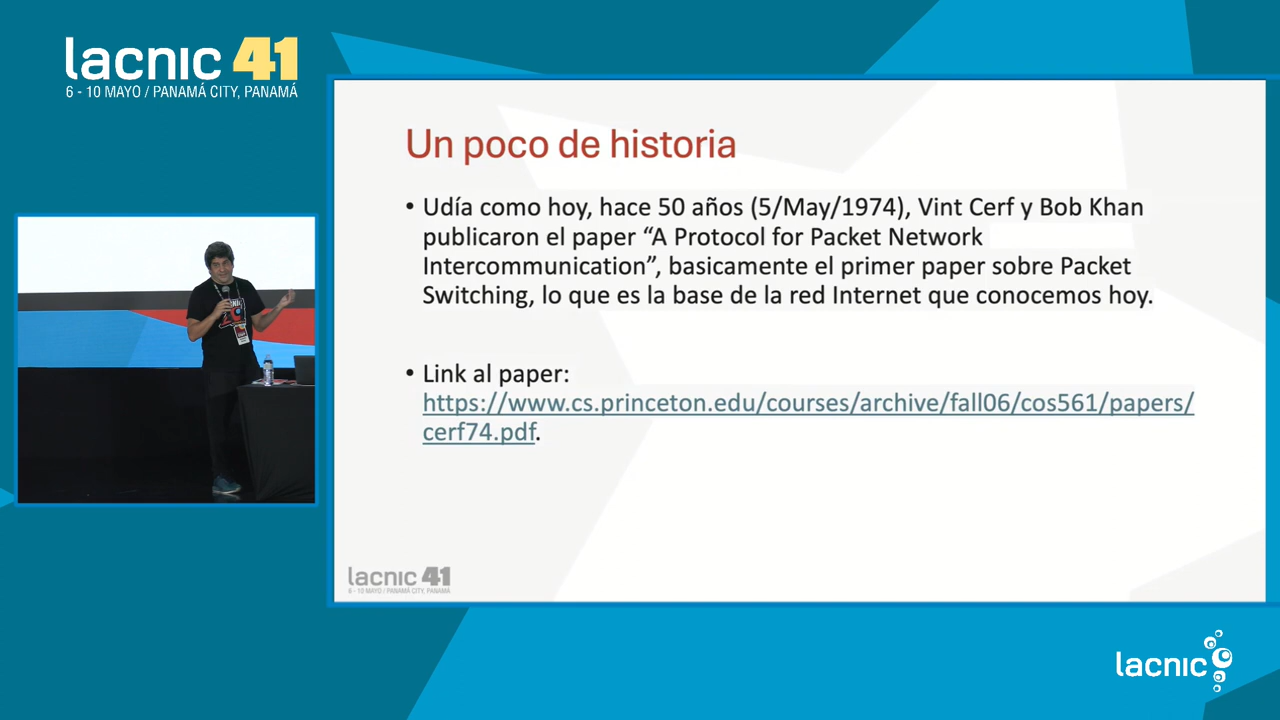 lacnic 41
6 - 10 MAYO / PANAMÁ CITY, PANAMÁ
Un poco de historia
• Udía como hoy, hace 50 años (5/May/1974), Vint Cerf y Bob Khan
publicaron el paper “A Protocol for Packet Network
Intercommunication”, basicamente el primer paper sobre Packet
Switching, lo que es la base de la red Internet que conocemos hoy.
• Link al paper:
https://www.cs.princeton.edu/courses/archive/fall06/cos561/papers/
cerf74.pdf.
lacnic 41
6 - 10 MAYO / PANAMÁ CITY, PANAMÁ
lacnic